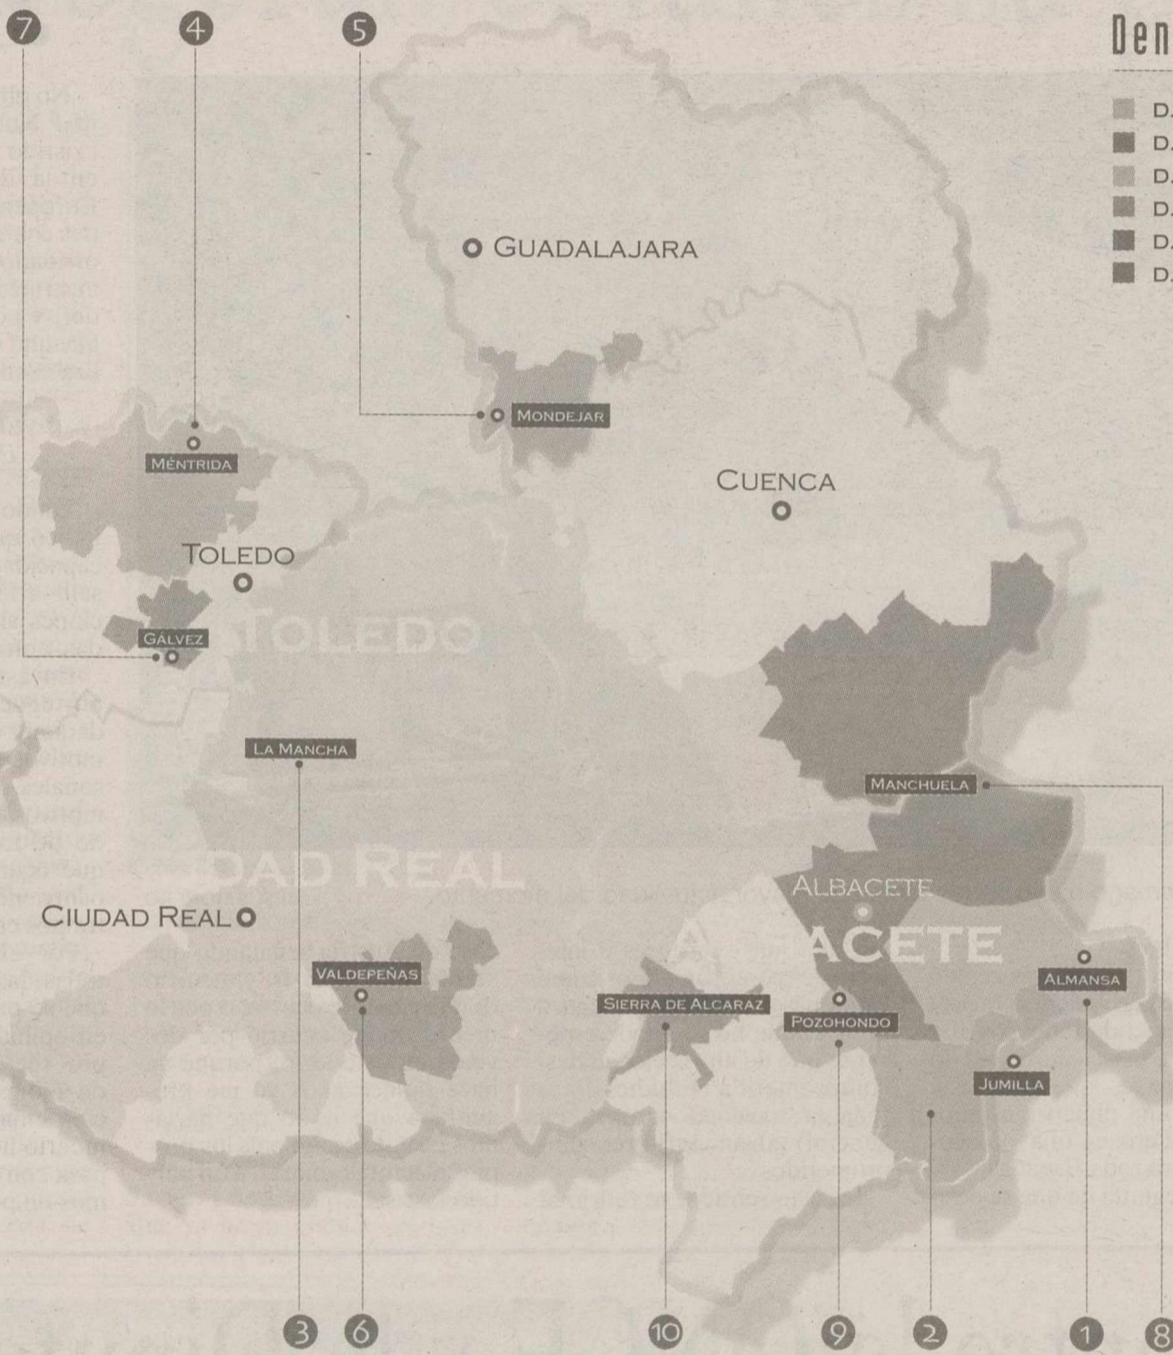 7
4
5
Den
D.
D.
D.
D.
D.
D.
GUADALAJARA
MONDEJAR
MÉNTRIDA
CUENCA
TOLEDO
TOLEDO
GÁLVEZ
LA MANCHA
MANCHUELA
DAD REAL
ALBACETE
CIUDAD REAL
ACETE
VALDEPEÑAS
ALMANSA
SIERRA DE ALCARAZ
POZOHONDO
JUMILLA
3
6
10
9
2
1
8